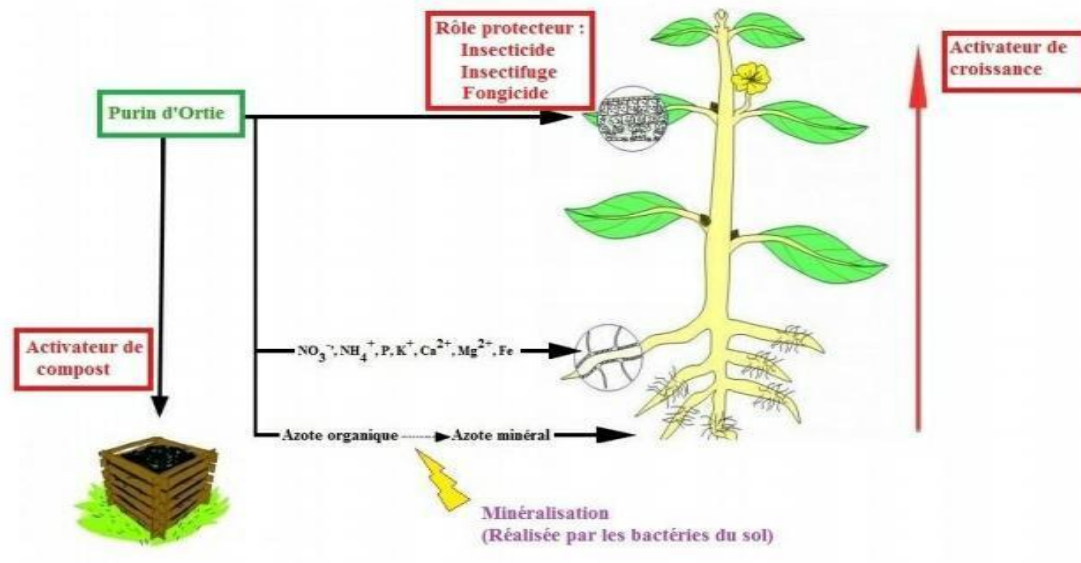 Rôle protecteur :
Insecticide
Insectifuge
Fongicide
Activateur de
croissance
Purin d'Ortie
Activateur de
compost
NO₃⁻, NH₄⁺, P, K⁺, Ca²⁺, Mg²⁺, Fe
Azote organique
Azote minéral
Minéralisation
(Réalisée par les bactéries du sol)